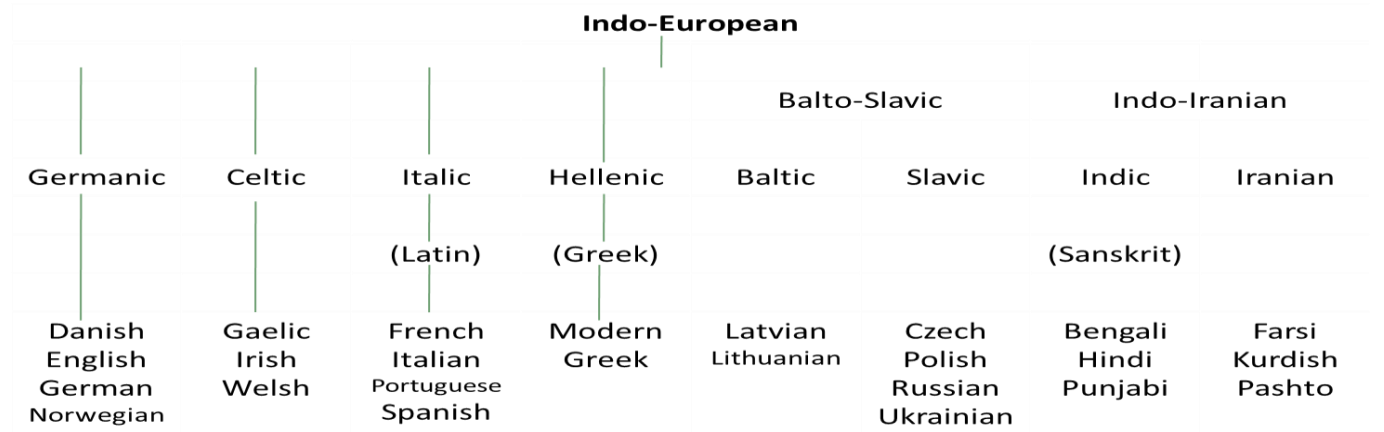 Indo-European
Balto-Slavic Indo-Iranian
Germanic Celtic Italic Hellenic Baltic Slavic Indic Iranian
(Latin) (Greek) (Sanskrit)
Danish Gaelic French Modern Latvian Czech Bengali Farsi
English Irish Italian Greek Lithuanian Polish Hindi Kurdish
German Welsh Portuguese Russian Punjabi Pashto
Norwegian Spanish Ukrainian